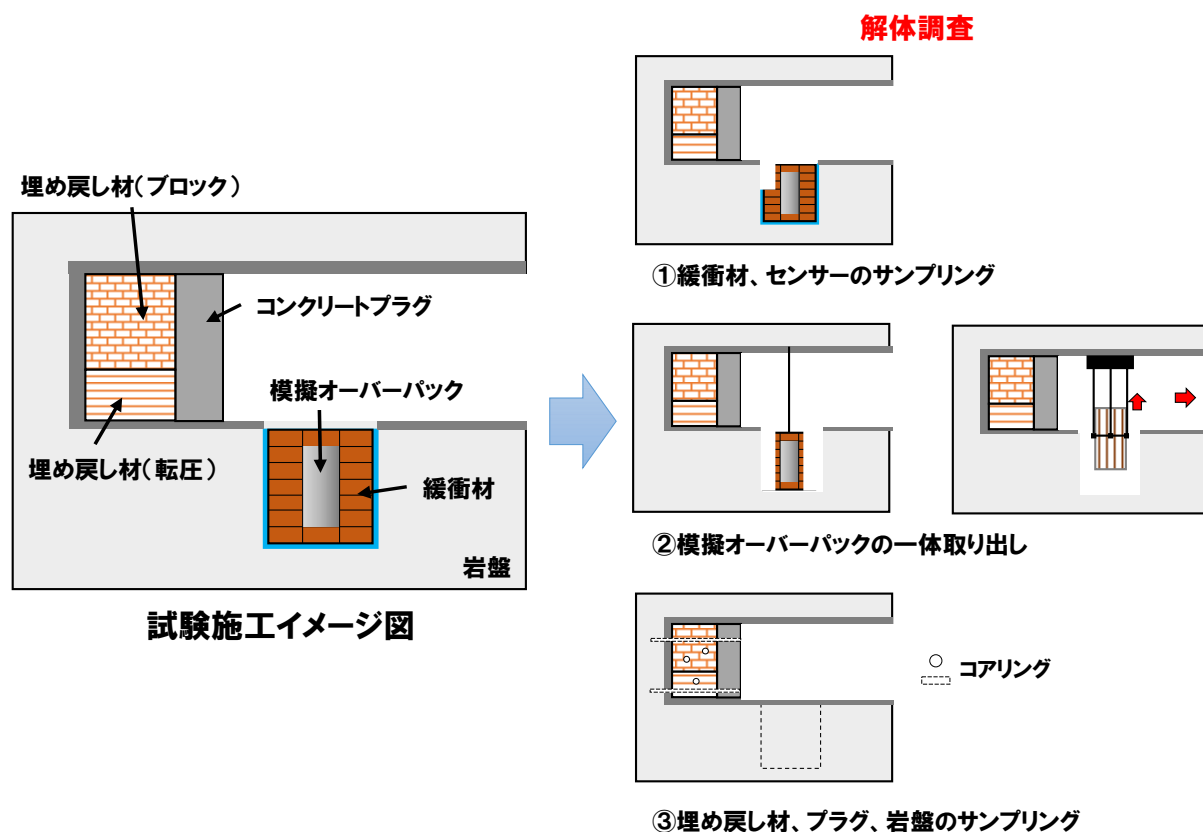 解体調査
埋め戻し材(ブロック)
コンクリートプラグ
模擬オーバーパック
埋め戻し材(転圧)
緩衝材
岩盤
試験施工イメージ図
①緩衝材、センサーのサンプリング
②模擬オーバーパックの一体取り出し
コアリング
③埋め戻し材、プラグ、岩盤のサンプリング